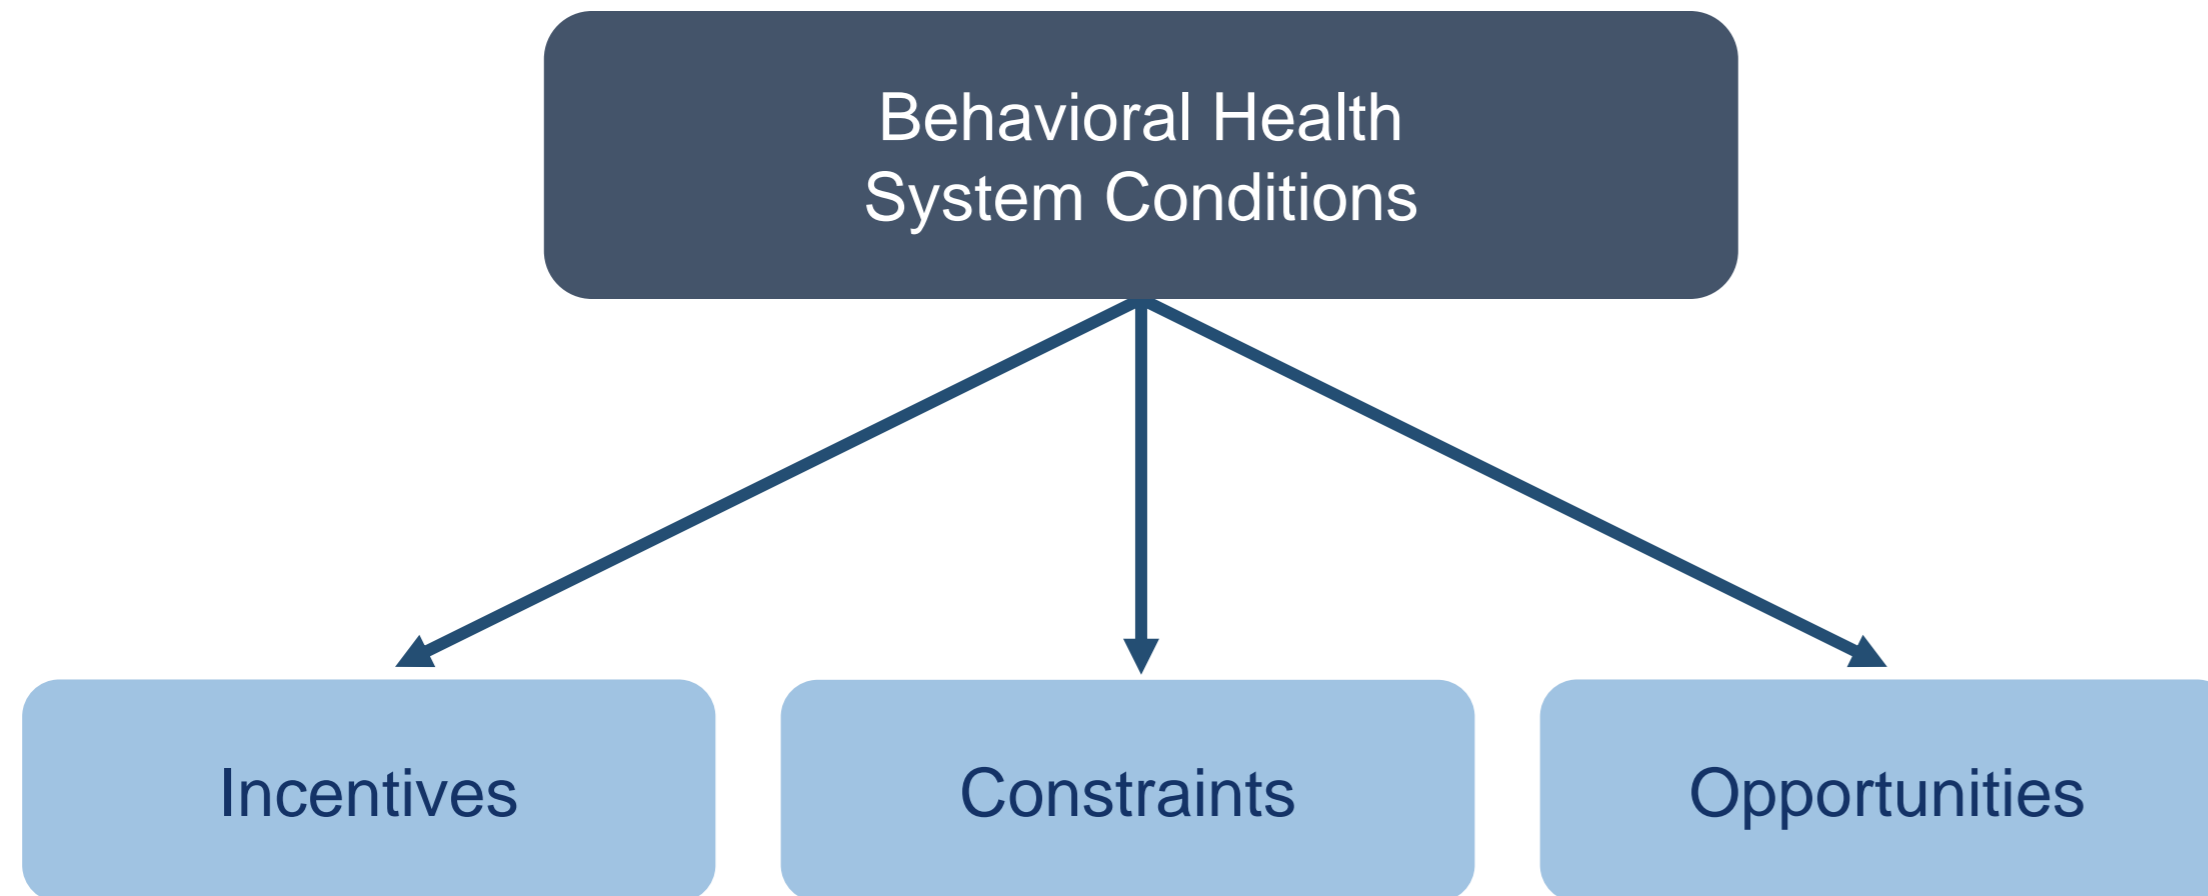 Behavioral Health
System Conditions
Incentives
Constraints
Opportunities